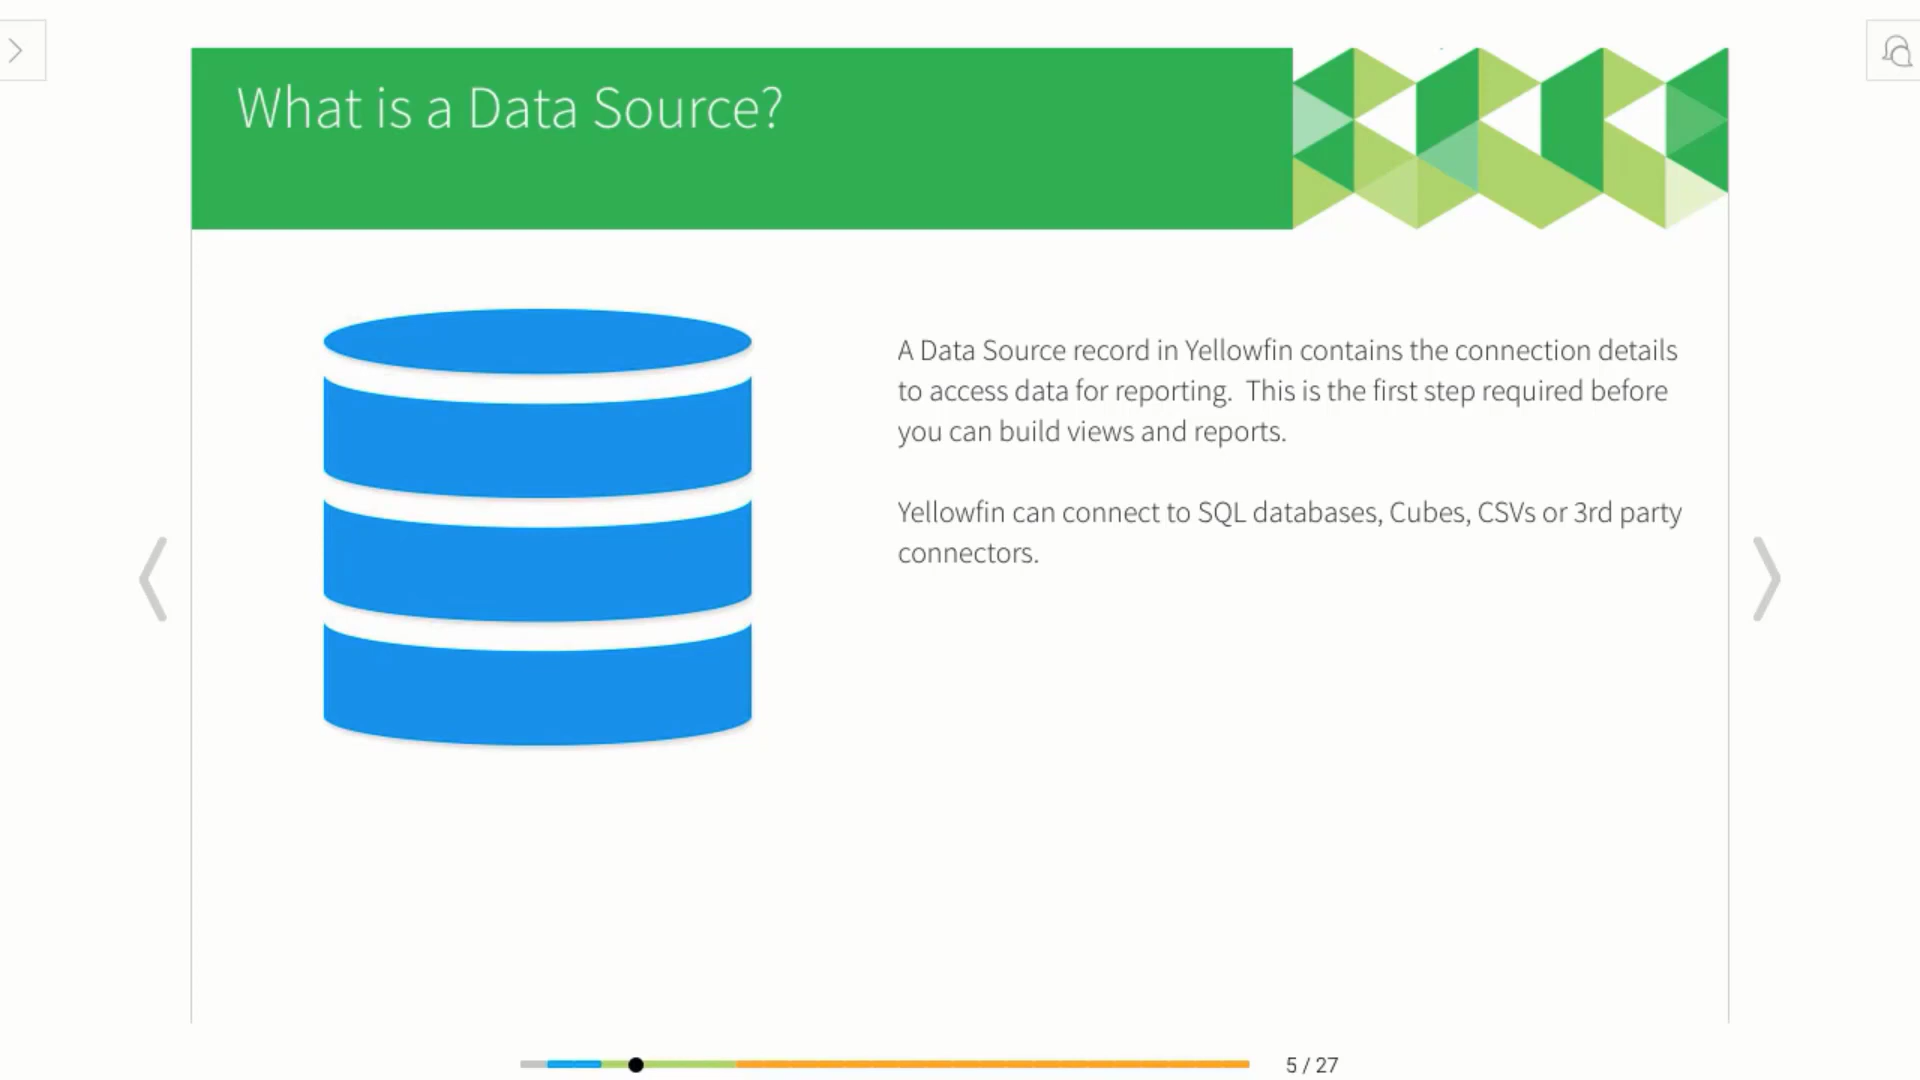 What is a Data Source?
A Data Source record in Yellowfin contains the connection details
to access data for reporting.  This is the first step required before
you can build views and reports.
Yellowfin can connect to SQL databases, Cubes, CSVs or 3rd party
connectors.
5 / 27